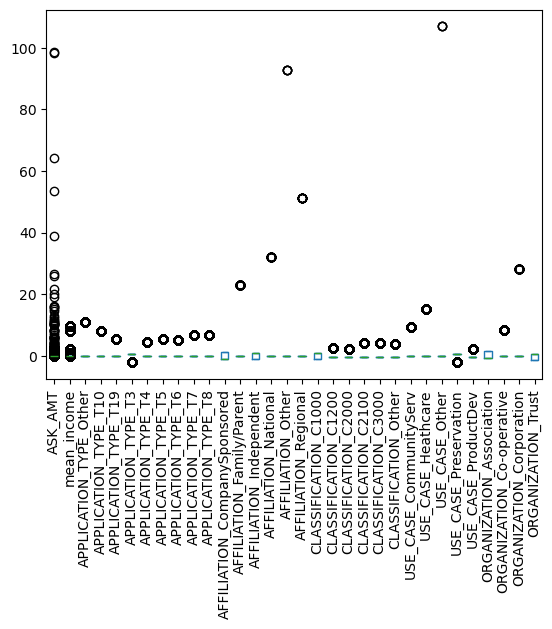 100
80
60
40
20
0
ASK_AMT
mean_income
APPLICATION_TYPE_Other
APPLICATION_TYPE_T10
APPLICATION_TYPE_T19
APPLICATION_TYPE_T3
APPLICATION_TYPE_T4
APPLICATION_TYPE_T5
APPLICATION_TYPE_T6
APPLICATION_TYPE_T7
APPLICATION_TYPE_T8
AFFILIATION_CompanySponsored
AFFILIATION_Family/Parent
AFFILIATION_Independent
AFFILIATION_National
AFFILIATION_Other
AFFILIATION_Regional
CLASSIFICATION_C1000
CLASSIFICATION_C1200
CLASSIFICATION_C2000
CLASSIFICATION_C2100
CLASSIFICATION_C3000
CLASSIFICATION_Other
USE_CASE_CommunityServ
USE_CASE_Heathcare
USE_CASE_Other
USE_CASE_Preservation
USE_CASE_ProductDev
ORGANIZATION_Association
ORGANIZATION_Co-operative
ORGANIZATION_Corporation
ORGANIZATION_Trust